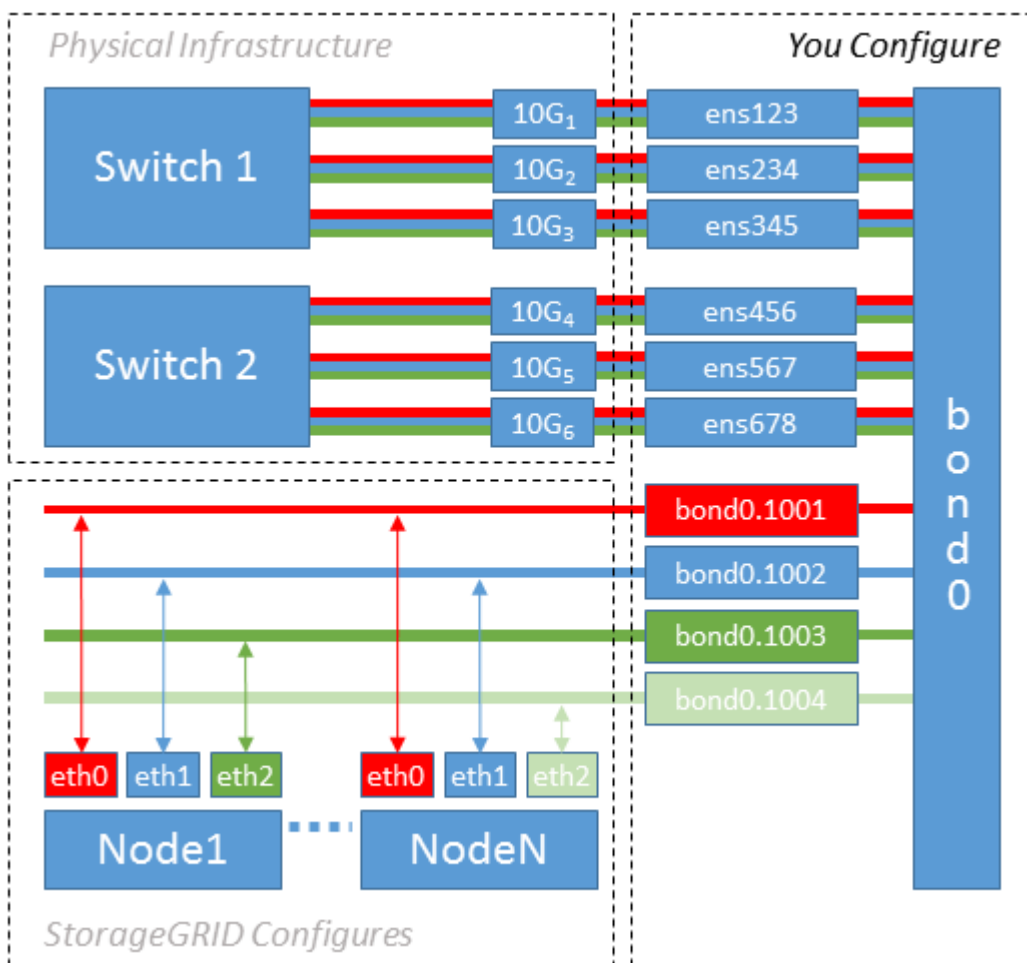 Physical Infrastructure
You Configure
Switch 1
10G₁
ens123
10G₂
ens234
10G₃
ens345
Switch 2
10G₄
ens456
10G₅
ens567
10G₆
ens678
bond0
bond0.1001
bond0.1002
bond0.1003
bond0.1004
eth0 eth1 eth2
eth0 eth1 eth2
Node1
NodeN
StorageGRID Configures